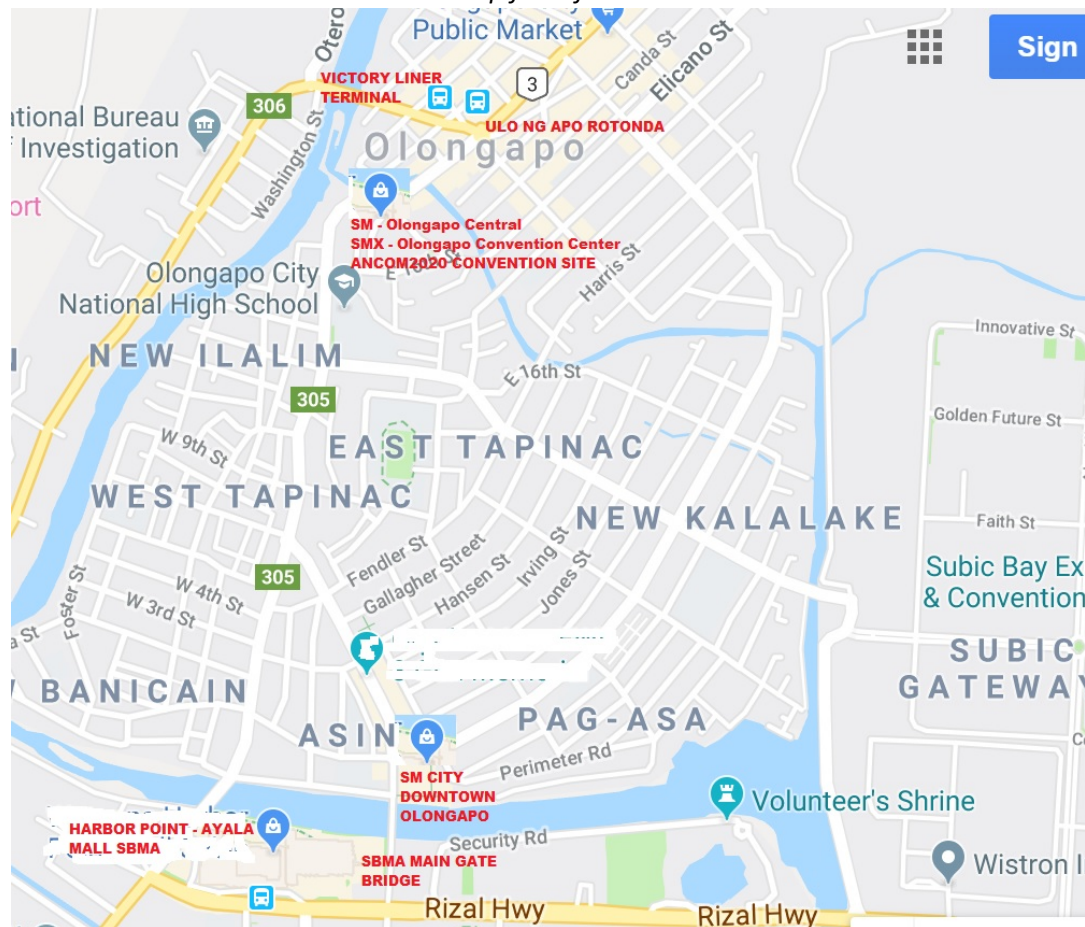 Public Market
Otero
Canda St
Elicano St
Sign
VICTORY LINER
TERMINAL
3
306
ational Bureau
Investigation
ULO NG APO ROTONDA
Olongapo
Washington St
ort
SM - Olongapo Central
SMX - Olongapo Convention Center
ANCOM2020 CONVENTION SITE
E 18th St
Harris St
Olongapo City
National High School
Innovative St
NEW ILALIM
E 16th St
305
Golden Future St
W 9th St
EAST TAPINAC
WEST TAPINAC
NEW KALALAKE
Faith St
Fendler St
Gallagher Street
Hansen St
Irving St
Jones St
305
Foster St
W 4th St
W 3rd St
a St
Subic Bay Ex
& Convention
SUBIC
GATEWAY
BANICAIN
ASIN
PAG-ASA
Perimeter Rd
SM CITY
DOWNTOWN
OLONGAPO
Volunteer's Shrine
HARBOR POINT - AYALA
MALL SBMA
Security Rd
SBMA MAIN GATE
BRIDGE
Wistron I
Rizal Hwy
Rizal Hwy